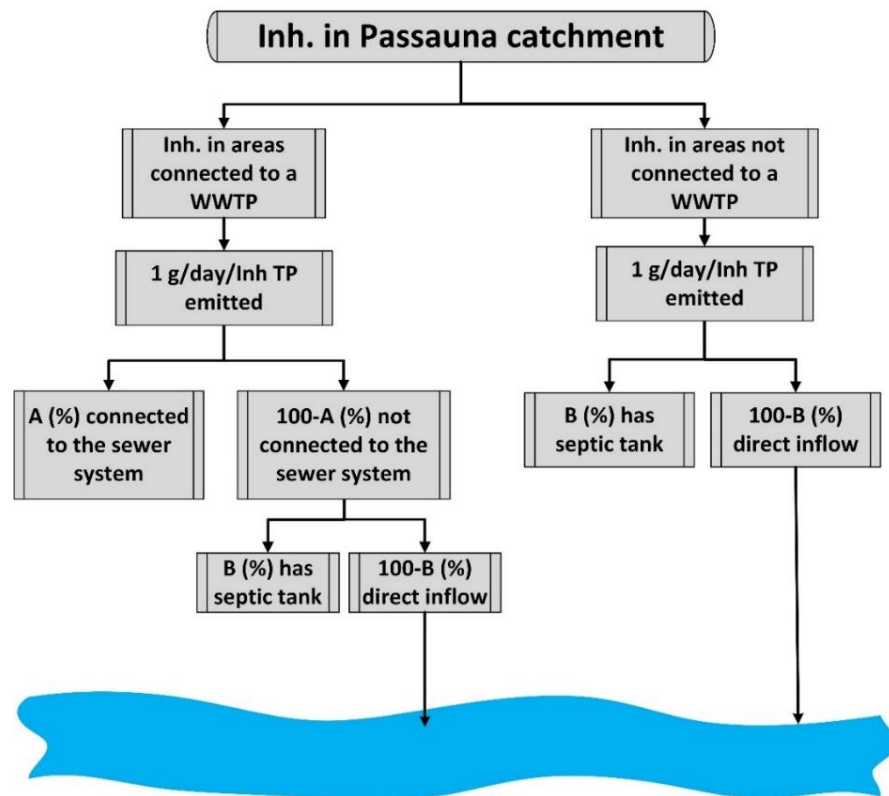 Inh. in Passauna catchment
Inh. in areas
connected to a
WWTP
Inh. in areas not
connected to a
WWTP
1 g/day/Inh TP
emitted
1 g/day/Inh TP
emitted
A (%) connected
to the sewer
system
100-A (%) not
connected to the
sewer system
B (%) has
septic tank
100-B (%)
direct inflow
B (%) has
septic tank
100-B (%)
direct inflow